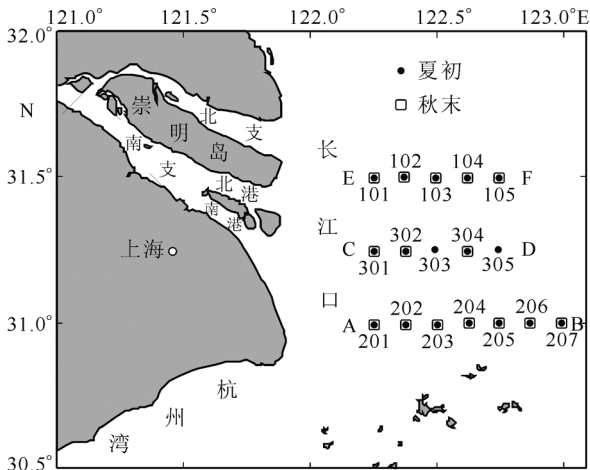 121.0° 121.5° 122.0° 122.5° 123.0°E
32.0°
夏初
N
秋末
崇
北
明
支
南
岛
长
支
102 104
31.5°
E F
北
101 103 105
港
南
港
江
302 304
上海
C D
301 303 305
口
202 204 206
31.0°
A B
201 203 205 207
杭
州
湾
30.5°